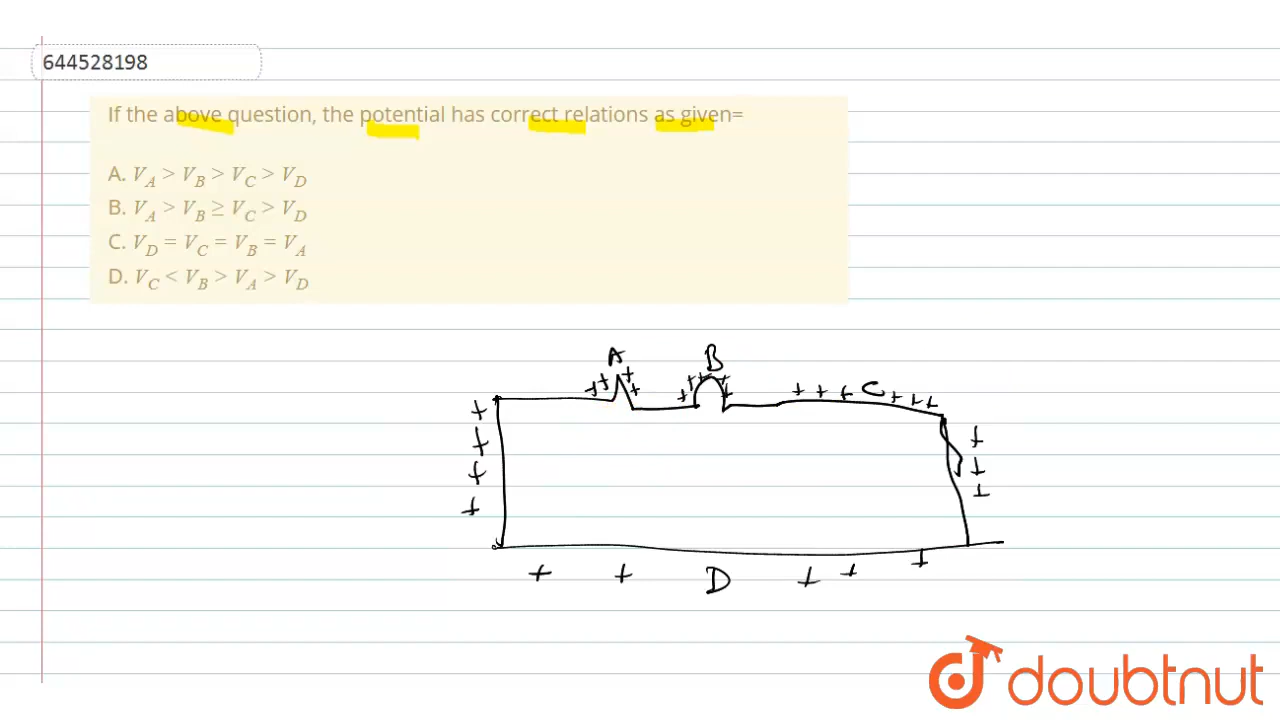 644528198
If the above question, the potential has correct relations as given=
A. V_A > V_B > V_C > V_D
B. V_A > V_B ≥ V_C > V_D
C. V_D = V_C = V_B = V_A
D. V_C < V_B > V_A > V_D
A B
+ + + + + + + + + + + C + + +
+ + + + + + +
+ + D + + +
doubtnut